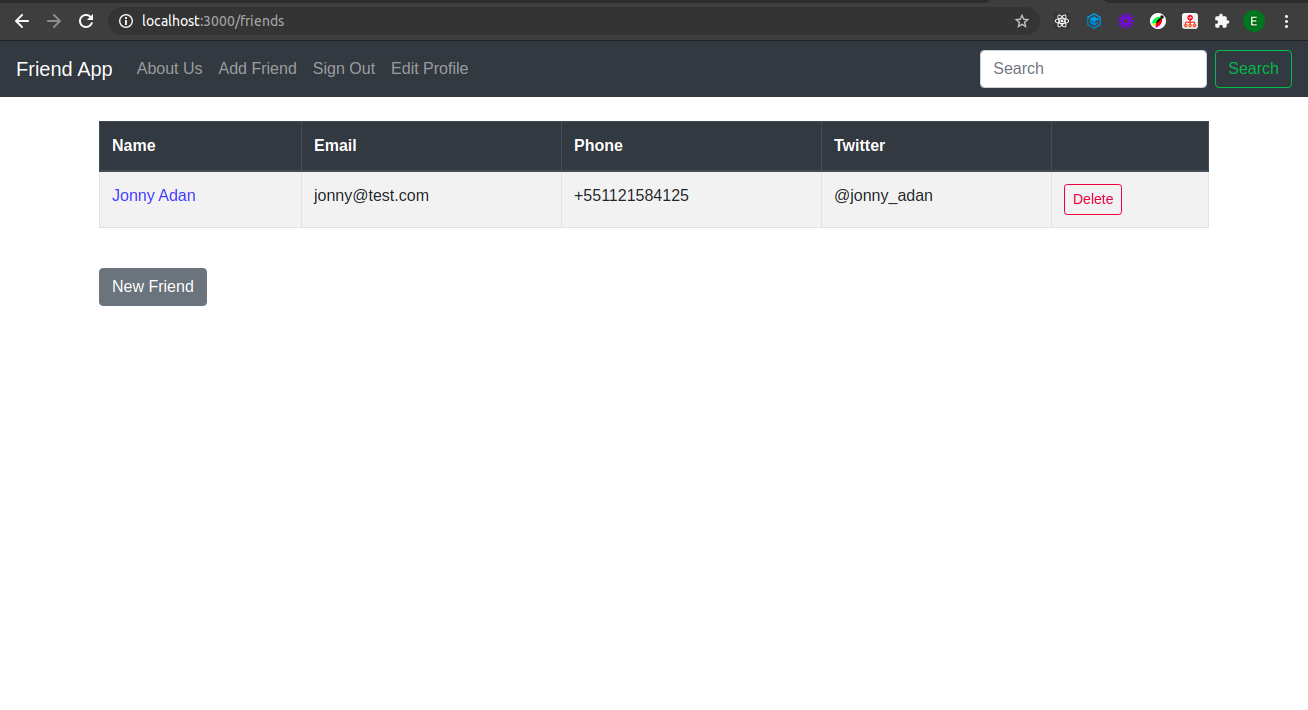 localhost:3000/friends
E
Friend App About Us Add Friend Sign Out Edit Profile Search Search
Name Email Phone Twitter
Jonny Adan jonny@test.com +551121584125 @jonny_adan Delete
New Friend